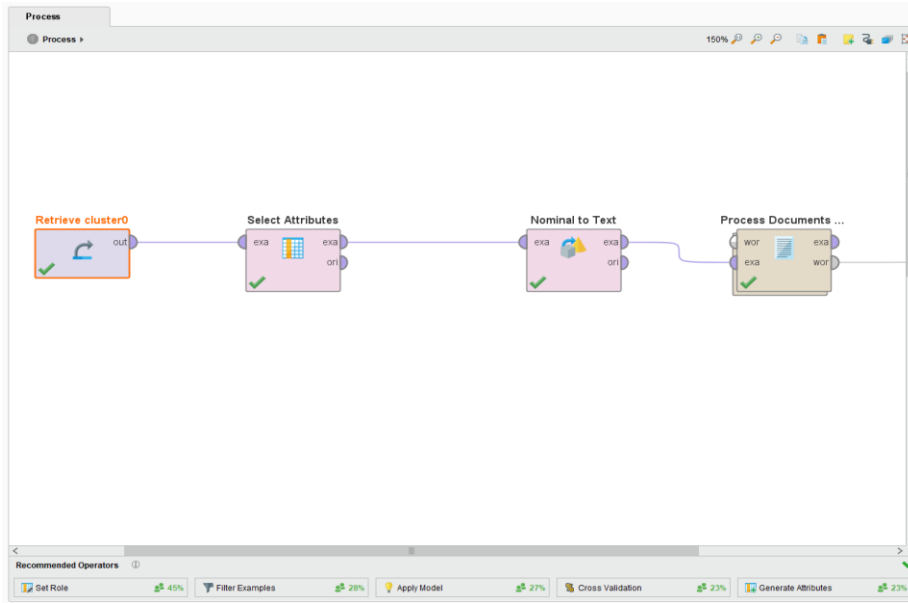 Process
Process
150%
Retrieve cluster0
out
Select Attributes
exa exa
ori
Nominal to Text
exa exa
ori
Process Documents ...
wor exa
exa wor
Recommended Operators
Set Role 45%
Filter Examples 28%
Apply Model 27%
Cross Validation 23%
Generate Attributes 23%